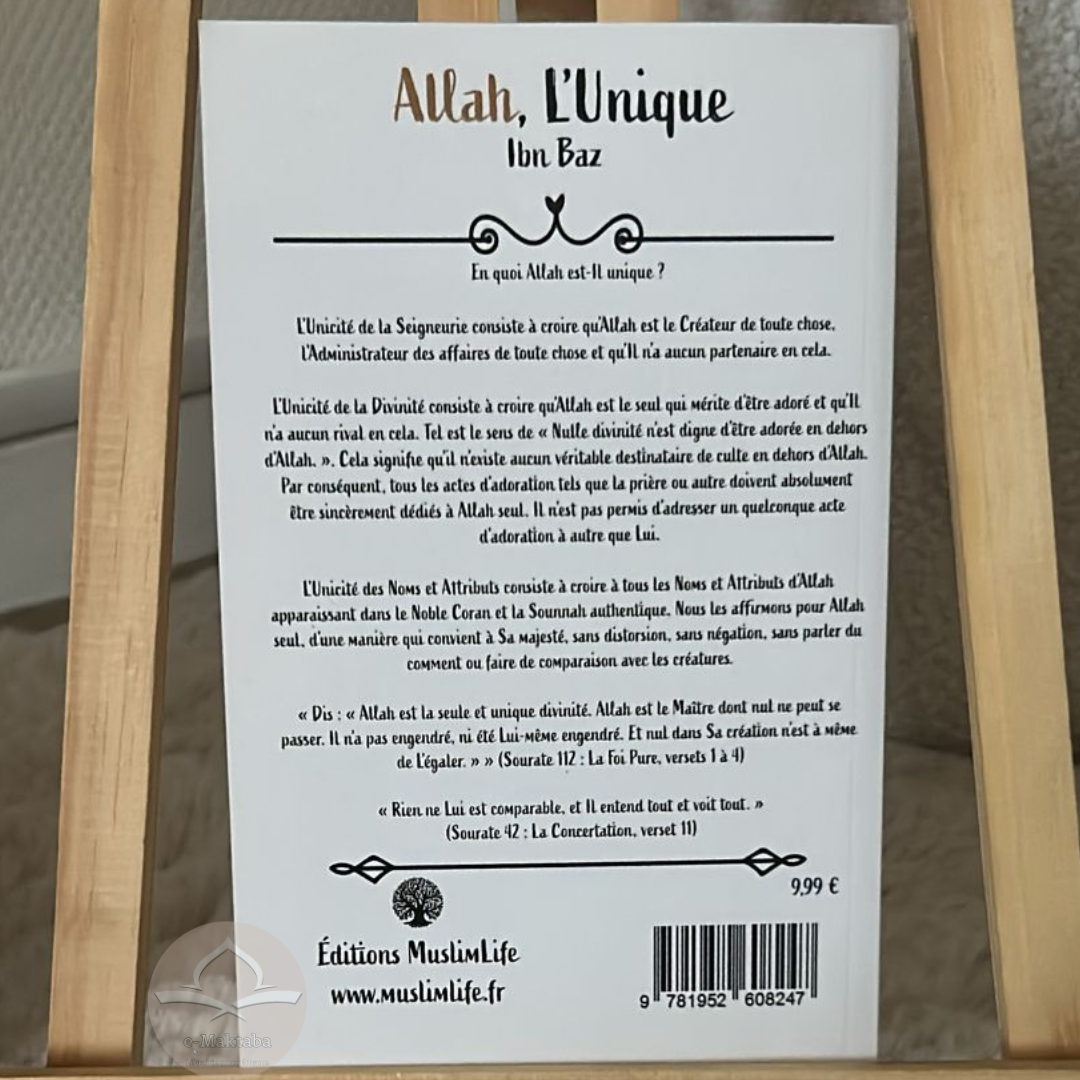 Allah, L'Unique
Ibn Baz
En quoi Allah est-Il unique ?
L'Unicité de la Seigneurie consiste à croire qu'Allah est le Créateur de toute chose,
l'Administrateur des affaires de toute chose et qu'Il n'a aucun partenaire en cela.
L'Unicité de la Divinité consiste à croire qu'Allah est le seul qui mérite d'être adoré et qu'Il
n'a aucun rival en cela. Tel est le sens de « Nulle divinité n'est digne d'être adorée en dehors
d'Allah. ». Cela signifie qu'il n'existe aucun véritable destinataire de culte en dehors d'Allah.
Par conséquent, tous les actes d'adoration tels que la prière ou autre doivent absolument
être sincèrement dédiés à Allah seul. Il n'est pas permis d'adresser un quelconque acte
d'adoration à autre que Lui.
L'Unicité des Noms et Attributs consiste à croire à tous les Noms et Attributs d'Allah
apparaissant dans le Noble Coran et la Sounnah authentique. Nous les affirmons pour Allah
seul, d'une manière qui convient à Sa Majesté, sans distorsion, sans négation, sans parler du
comment ou faire de comparaison avec les créatures.
« Dis : « Allah est la seule et unique divinité. Allah est le Maître dont nul ne peut se
passer. Il n'a pas engendré, ni été Lui-même engendré. Et nul dans Sa création n'est à même
de L'égaler. » » (Sourate 112 : La Foi Pure, versets 1 à 4)
« Rien ne Lui est comparable, et Il entend tout et voit tout. »
(Sourate 42 : La Concertation, verset 11)
9,99 €
Éditions MuslimLife
www.muslimlife.fr
9 781952 608247
e-Maktaba